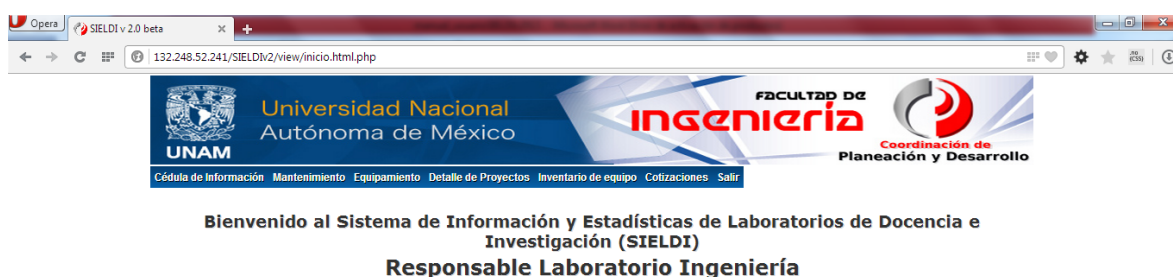 Opera
SIELDI v 2.0 beta
132.248.52.241/SIELDIv2/view/inicio.html.php
Universidad Nacional
Autónoma de México
UNAM
FACULTAD DE
INGENIERÍA
Coordinación de
Planeación y Desarrollo
Cédula de Información Mantenimiento Equipamiento Detalle de Proyectos Inventario de equipo Cotizaciones Salir
Bienvenido al Sistema de Información y Estadísticas de Laboratorios de Docencia e
Investigación (SIELDI)
Responsable Laboratorio Ingeniería